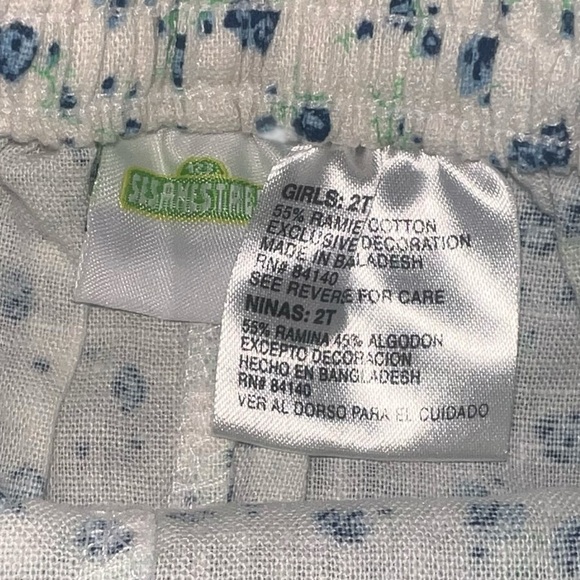 123
SESAME STREE
GIRLS: 2T
55% RAMIE COTTON
EXCLUSIVE DECORATION
MADE IN BALADESH
RN# 84140
SEE REVERS FOR CARE
NINAS: 2T
55% RAMINA 45% ALGODON
EXCEPTO DECORACION
HECHO EN BANGLADESH
RN# 84140
VER AL DORSO PARA EL CUIDADO